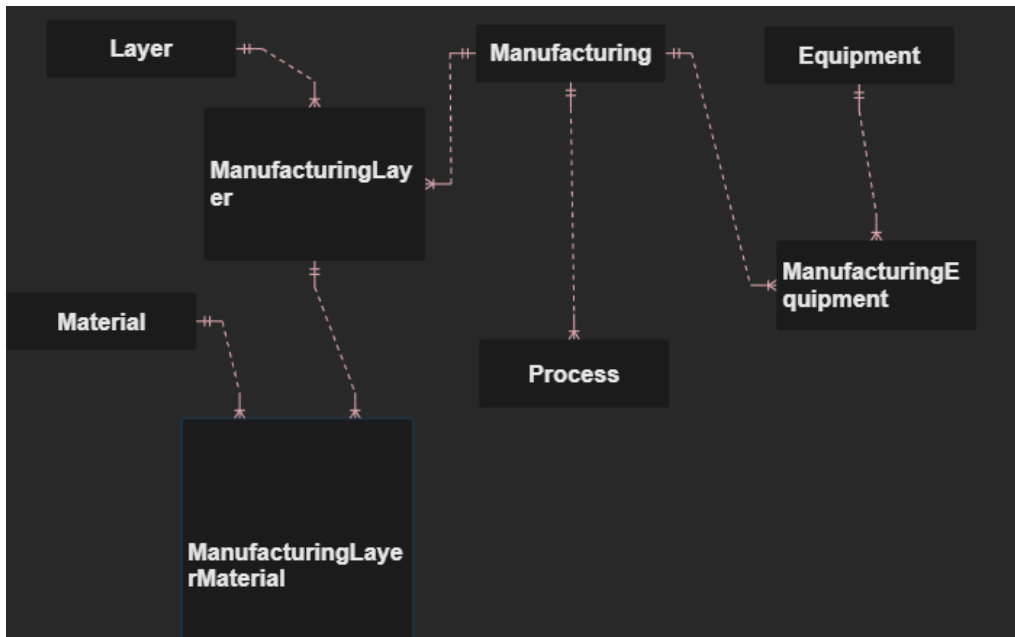 Layer
Manufacturing
Equipment
ManufacturingLay
er
ManufacturingE
quipment
Material
Process
ManufacturingLaye
rMaterial